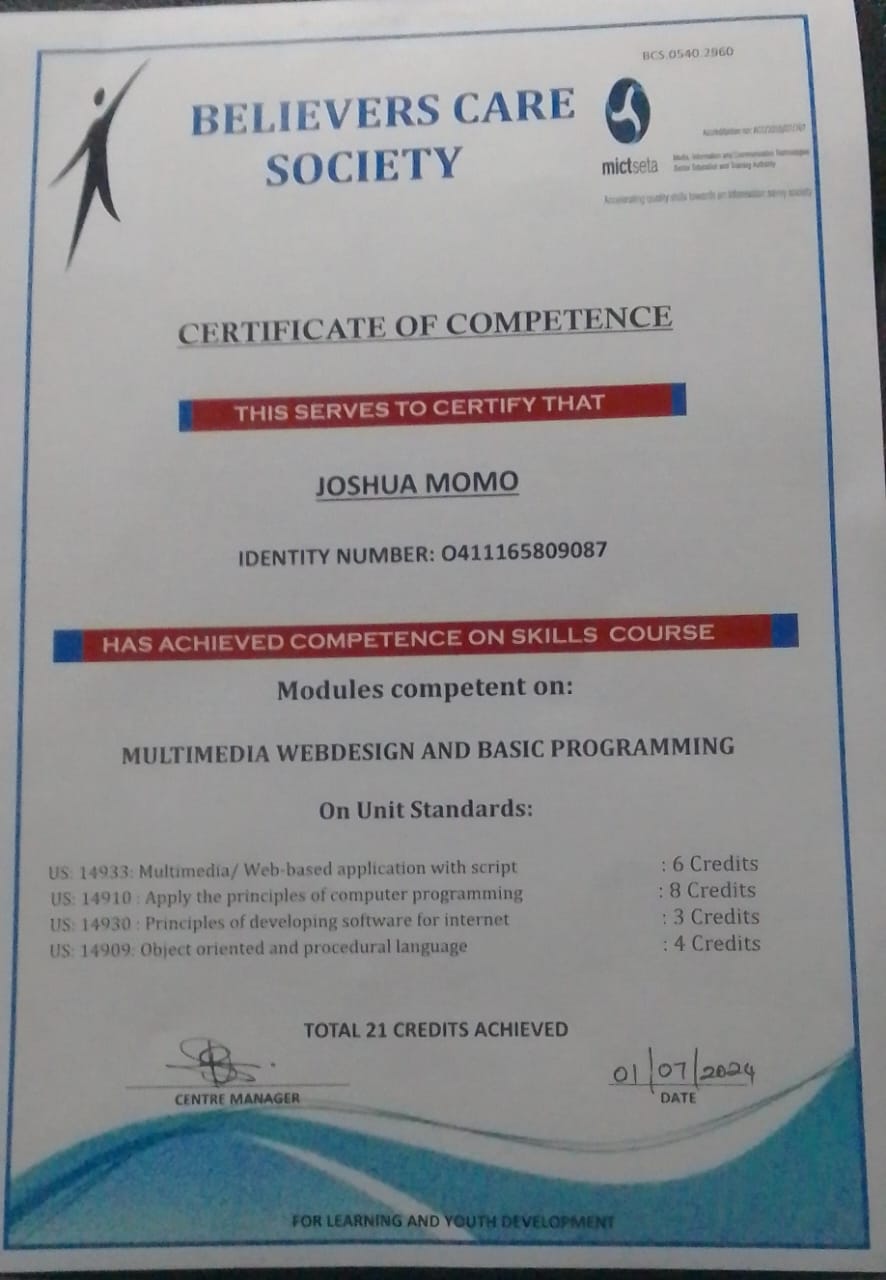 BCS.0540.2960
BELIEVERS CARE
SOCIETY
mictseta
Media, Information and Communication Technologies
Sector Education and Training Authority
Accelerating quality skills towards an information savvy society
CERTIFICATE OF COMPETENCE
THIS SERVES TO CERTIFY THAT
JOSHUA MOMO
IDENTITY NUMBER: O411165809087
HAS ACHIEVED COMPETENCE ON SKILLS COURSE
Modules competent on:
MULTIMEDIA WEBDESIGN AND BASIC PROGRAMMING
On Unit Standards:
US: 14933: Multimedia/ Web-based application with script : 6 Credits
US: 14910 : Apply the principles of computer programming : 8 Credits
US: 14930 : Principles of developing software for internet : 3 Credits
US: 14909: Object oriented and procedural language : 4 Credits
TOTAL 21 CREDITS ACHIEVED
01/07/2024
CENTRE MANAGER DATE
FOR LEARNING AND YOUTH DEVELOPMENT